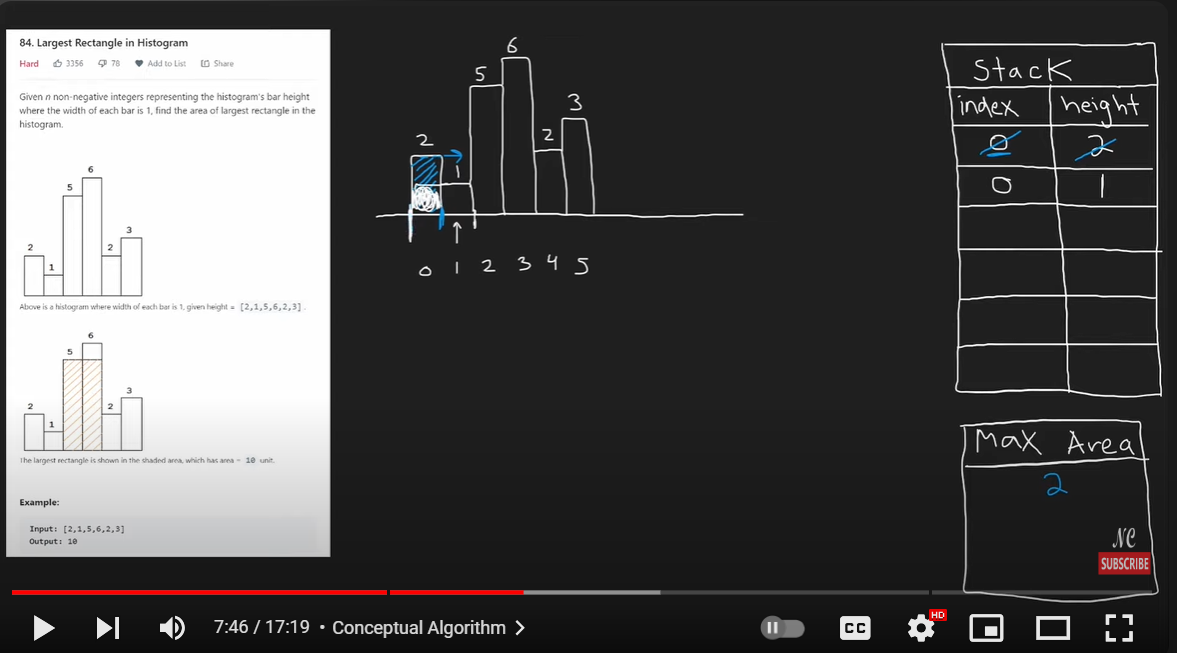 84. Largest Rectangle in Histogram
Hard 3356 78 Add to List Share
Given n non-negative integers representing the histogram's bar height
where the width of each bar is 1, find the area of largest rectangle in the
histogram.
6
5
3
2
2
1
Above is a histogram where width of each bar is 1, given height = [2,1,5,6,2,3].
6
5
3
2
2
1
The largest rectangle is shown in the shaded area, which has area = 10 unit.
Example:
Input: [2,1,5,6,2,3]
Output: 10
6
5
3
2
2
1
0 1 2 3 4 5
Stack
index height
0 2
0 1
Max Area
2
NC
SUBSCRIBE
7:46 / 17:19 • Conceptual Algorithm
CC
HD